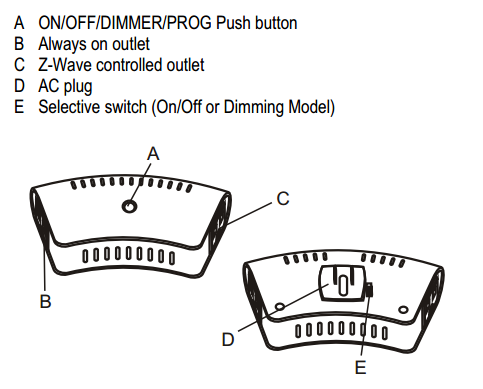 A ON/OFF/DIMMER/PROG Push button
B Always on outlet
C Z-Wave controlled outlet
D AC plug
E Selective switch (On/Off or Dimming Model)
A
C
B
D
E